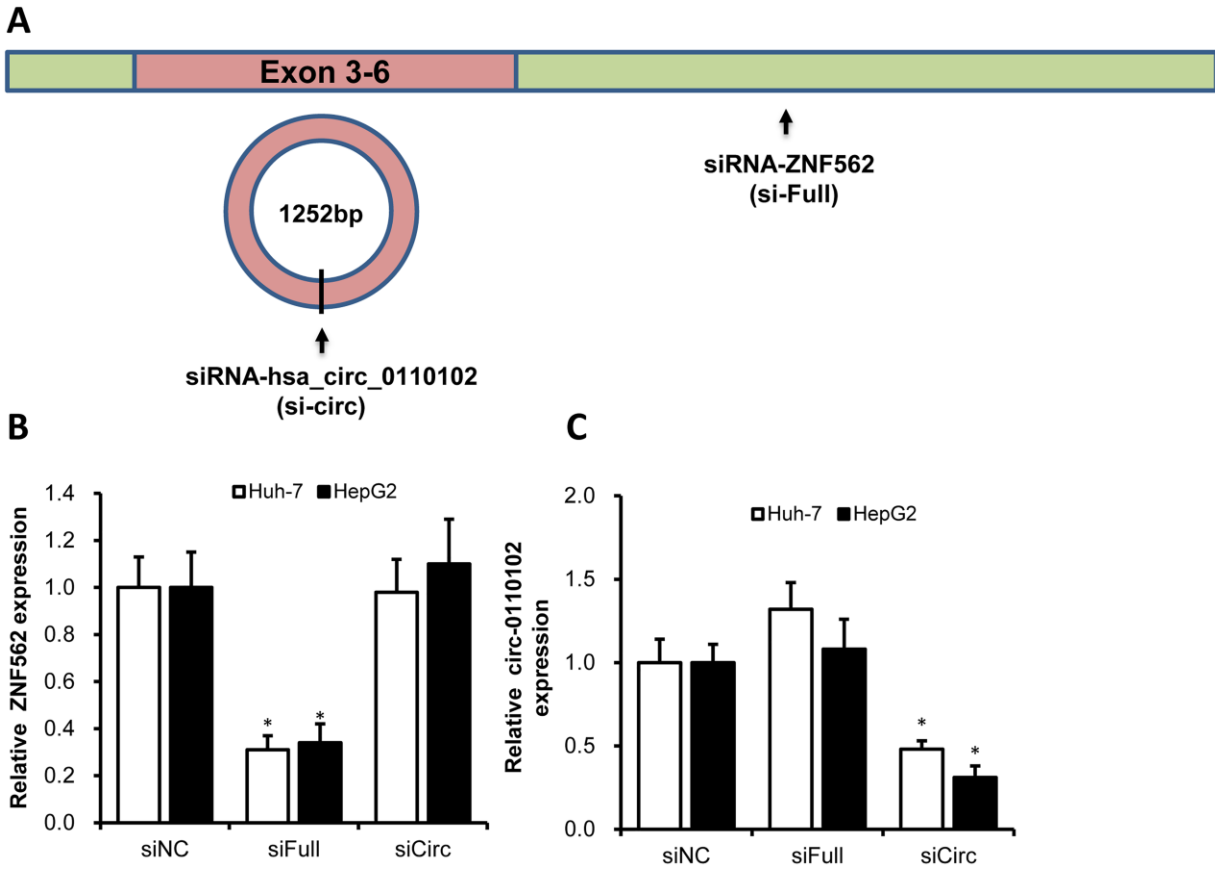 A
Exon 3-6
1252bp
siRNA-ZNF562
(si-Full)
siRNA-hsa_circ_0110102
(si-circ)
B
Relative ZNF562 expression
1.4
1.2
1.0
0.8
0.6
0.4
0.2
0.0
Huh-7 HepG2
* *
siNC siFull siCirc
C
Relative circ-0110102
expression
2.0
1.5
1.0
0.5
0.0
Huh-7 HepG2
* *
siNC siFull siCirc